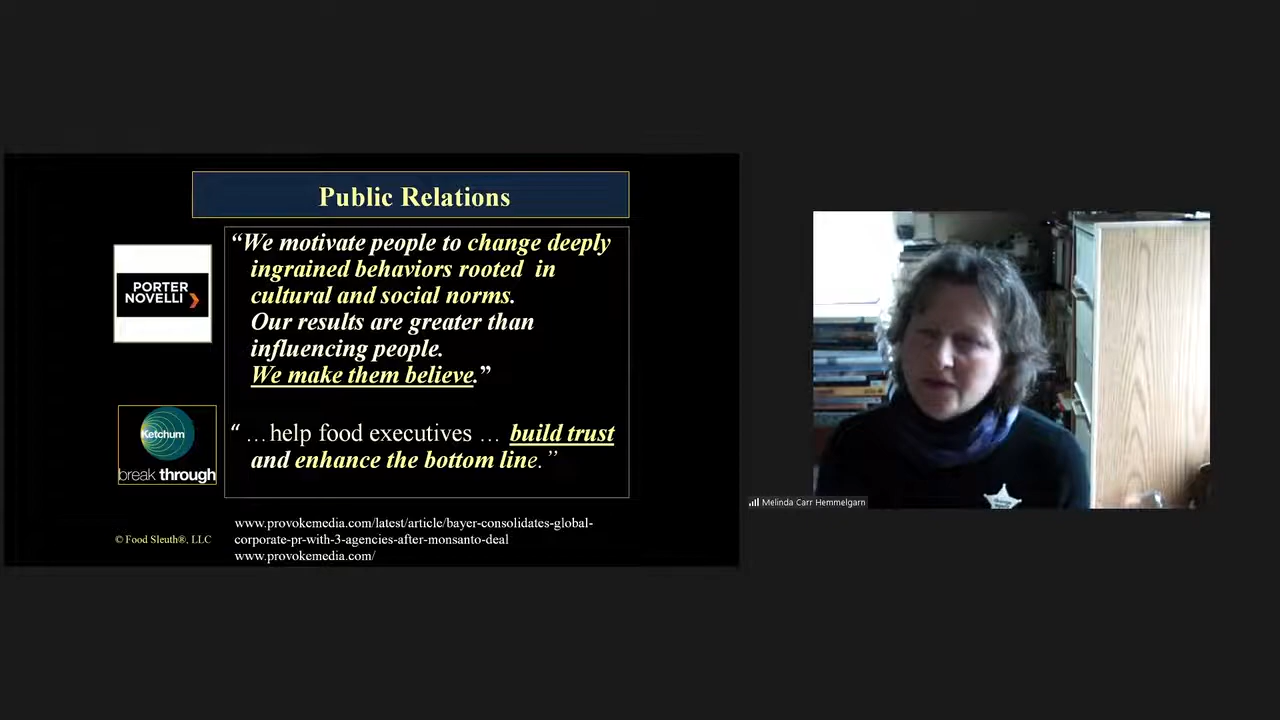 Public Relations
PORTER
NOVELLI
“We motivate people to change deeply
ingrained behaviors rooted in
cultural and social norms.
Our results are greater than
influencing people.
We make them believe.”
Ketchum
break through
“ …help food executives … build trust
and enhance the bottom line.”
www.provokemedia.com/latest/article/bayer-consolidates-global-
corporate-pr-with-3-agencies-after-monsanto-deal
www.provokemedia.com/
© Food Sleuth®, LLC
Melinda Carr Hemmelgarn